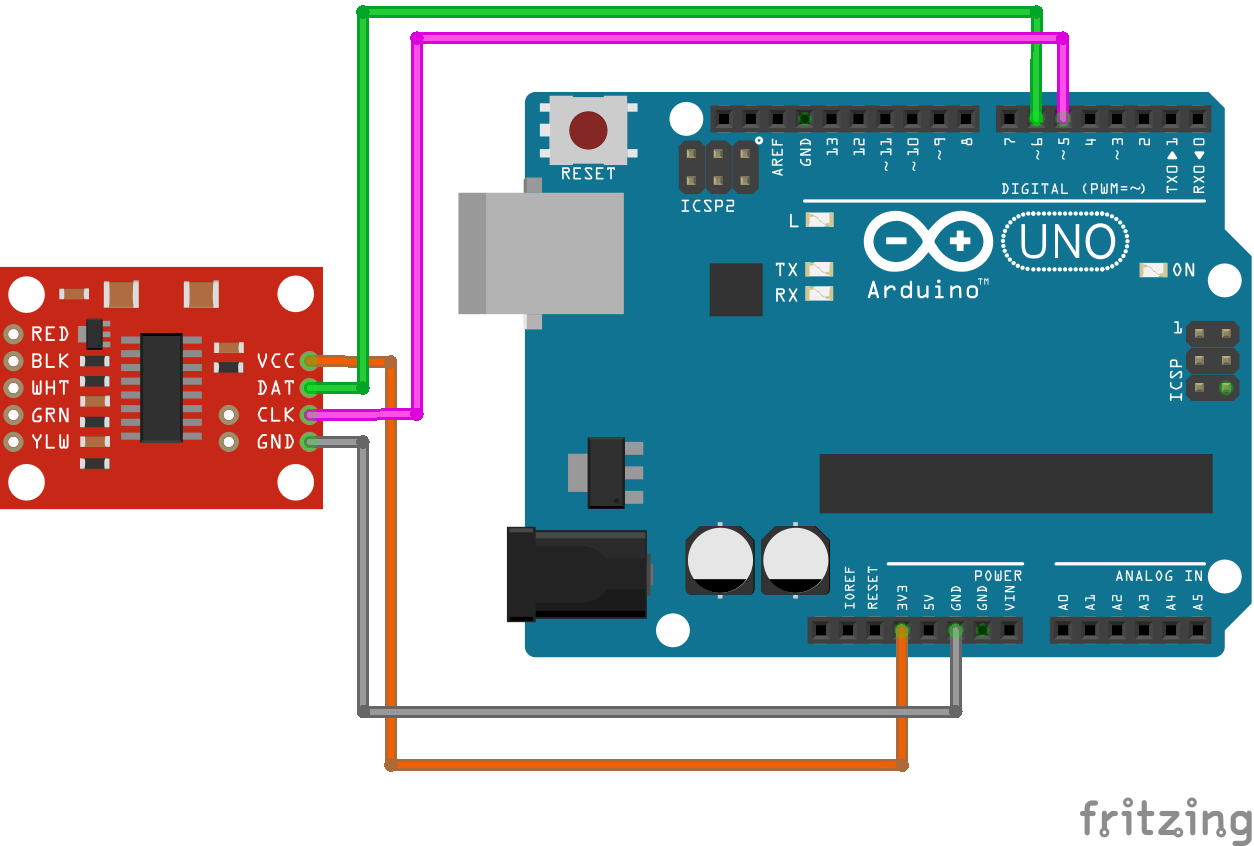 RESET
ICSP2
AREF
GND
13
12
~11
~10
~9
8
7
~6
~5
4
~3
2
TX0▶1
RX0◀0
DIGITAL (PWM=~)
L
TX
RX
Arduino™
UNO
ON
1
ICSP
RED
BLK
WHT
GRN
YLW
VCC
DAT
CLK
GND
POWER
ANALOG IN
IOREF
RESET
3V3
5V
GND
GND
VIN
A0
A1
A2
A3
A4
A5
fritzing